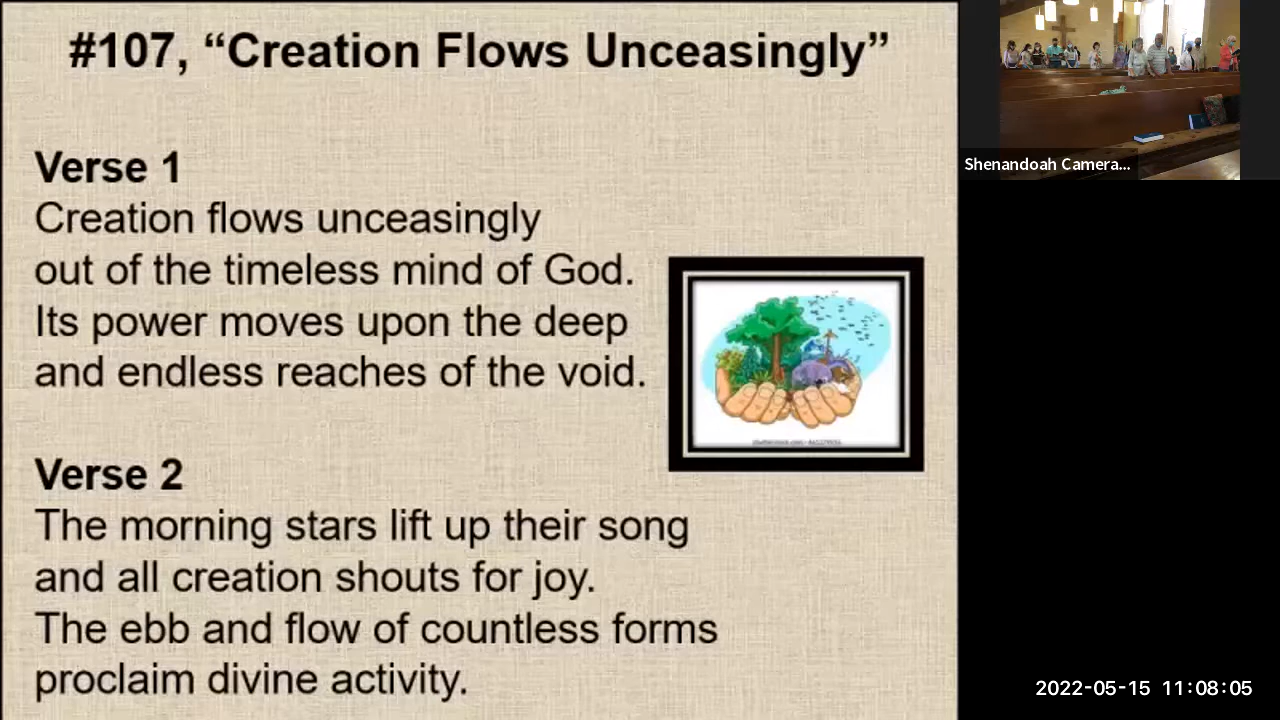 #107, “Creation Flows Unceasingly”
Verse 1
Creation flows unceasingly
out of the timeless mind of God.
Its power moves upon the deep
and endless reaches of the void.
Verse 2
The morning stars lift up their song
and all creation shouts for joy.
The ebb and flow of countless forms
proclaim divine activity.
Shenandoah Camera...
2022-05-15 11:08:05